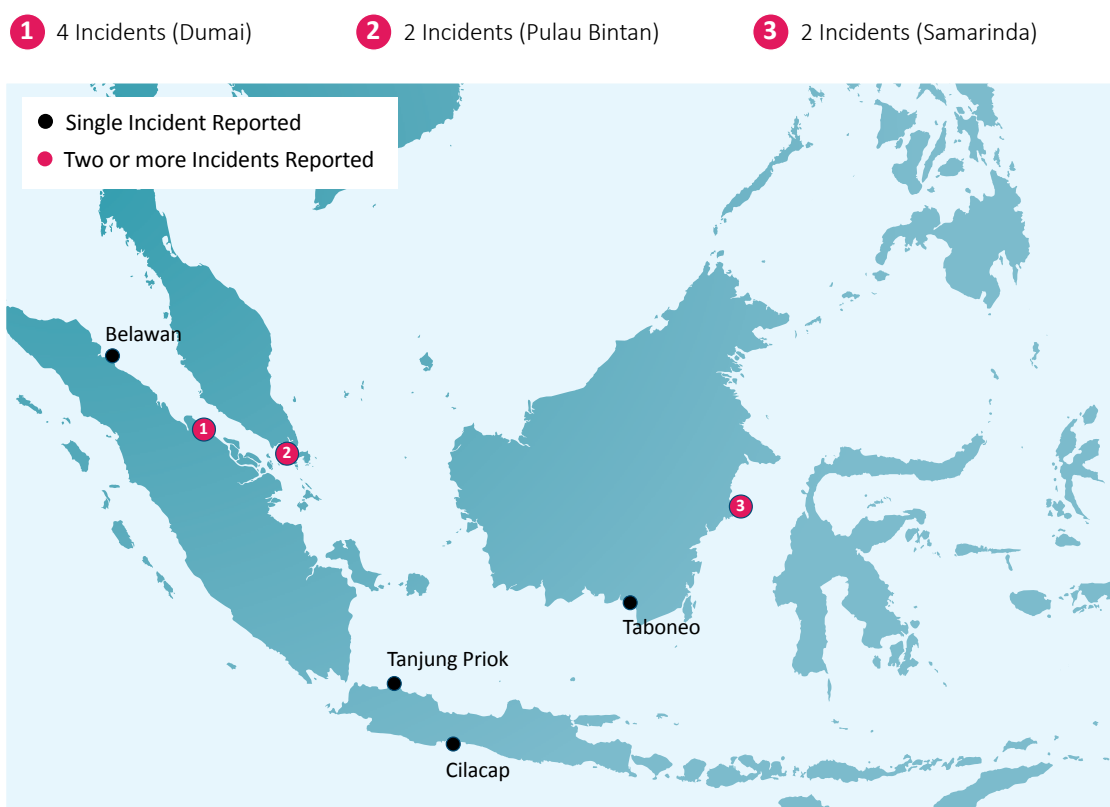 1 4 Incidents (Dumai)
2 2 Incidents (Pulau Bintan)
3 2 Incidents (Samarinda)
Single Incident Reported
Two or more Incidents Reported
Belawan
1
2
3
Taboneo
Tanjung Priok
Cilacap